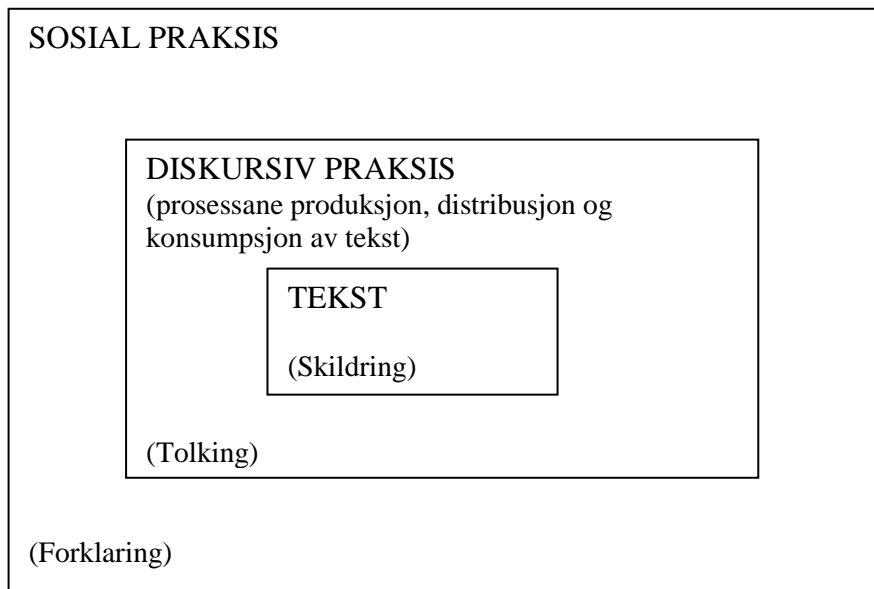 SOSIAL PRAKSIS
DISKURSIV PRAKSIS
(prosessane produksjon, distribusjon og
konsumpsjon av tekst)
TEKST
(Skildring)
(Tolking)
(Forklaring)